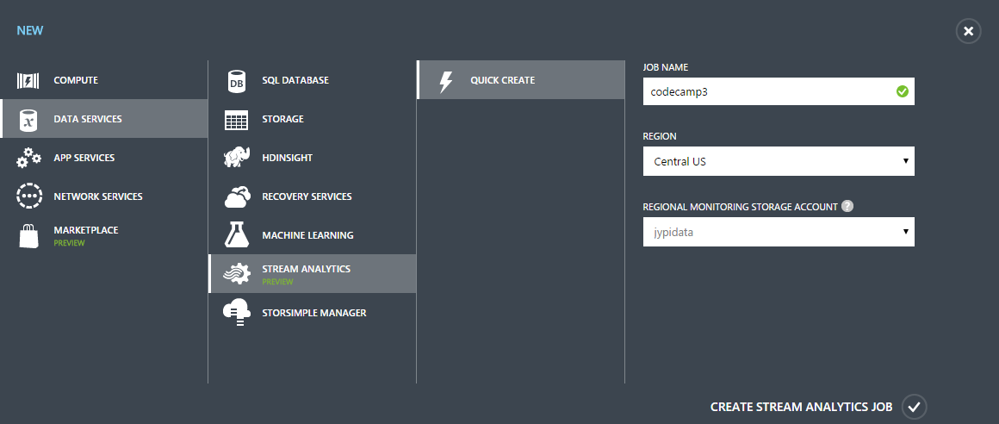 NEW
COMPUTE
DATA SERVICES
APP SERVICES
NETWORK SERVICES
MARKETPLACE
PREVIEW
DB
SQL DATABASE
STORAGE
HDINSIGHT
RECOVERY SERVICES
MACHINE LEARNING
STREAM ANALYTICS
PREVIEW
STORSIMPLE MANAGER
QUICK CREATE
JOB NAME
codecamp3
REGION
Central US
REGIONAL MONITORING STORAGE ACCOUNT ?
jypidata
CREATE STREAM ANALYTICS JOB